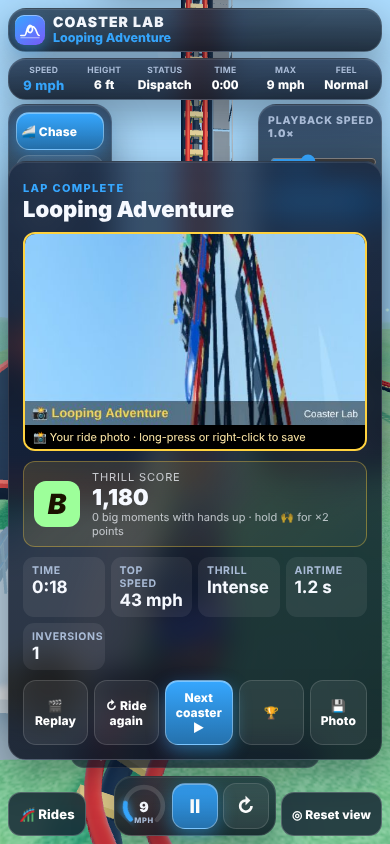 COASTER LAB
Looping Adventure
SPEED HEIGHT STATUS TIME MAX FEEL
9 mph 6 ft Dispatch 0:00 9 mph Normal
Chase
PLAYBACK SPEED
1.0×
LAP COMPLETE
Looping Adventure
📸 Looping Adventure Coaster Lab
📸 Your ride photo · long-press or right-click to save
B
THRILL SCORE
1,180
0 big moments with hands up · hold 🙌 for ×2
points
TIME
0:18
TOP
SPEED
43 mph
THRILL
Intense
AIRTIME
1.2 s
INVERSIONS
1
🎬
Replay
↻ Ride
again
Next
coaster
▶
🏆
💾
Photo
🎢 Rides
9
MPH
⏸
↻
◎ Reset view